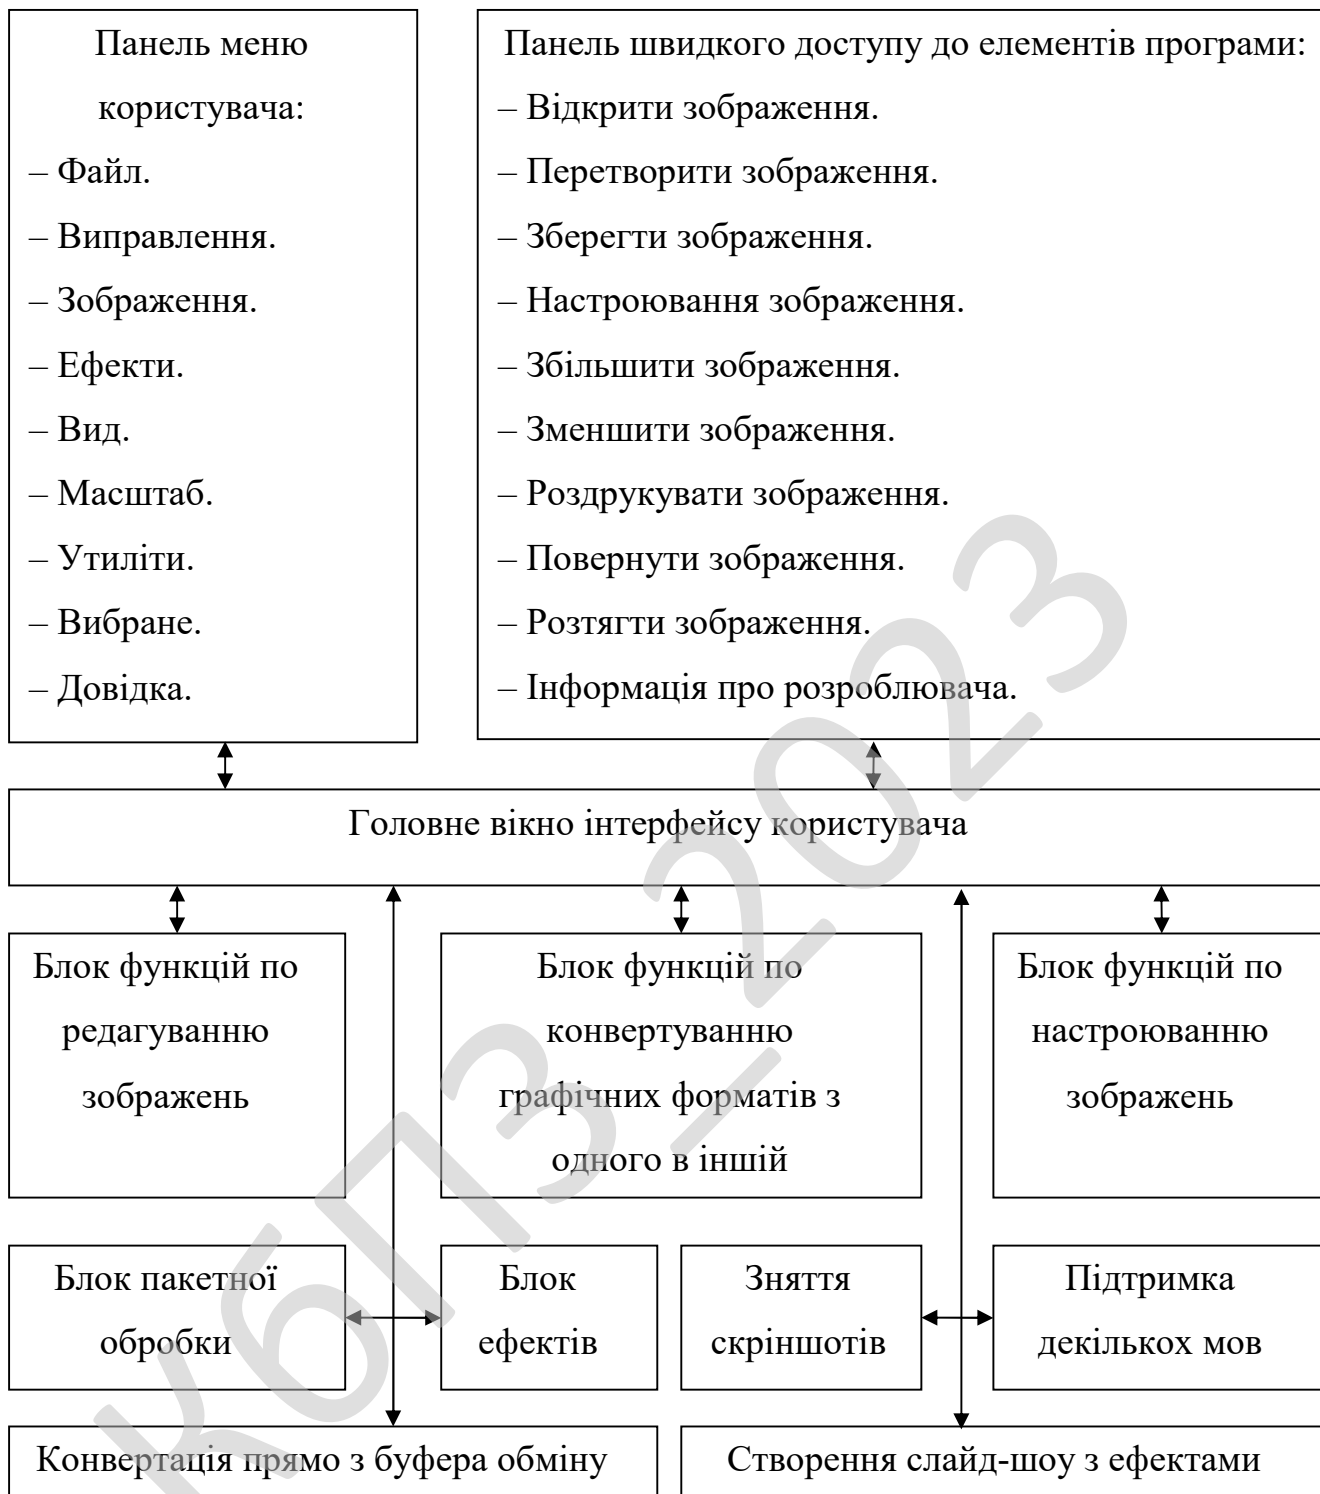 Панель меню
користувача:
– Файл.
– Виправлення.
– Зображення.
– Ефекти.
– Вид.
– Масштаб.
– Утиліти.
– Вибране.
– Довідка.
Панель швидкого доступу до елементів програми:
– Відкрити зображення.
– Перетворити зображення.
– Зберегти зображення.
– Настроювання зображення.
– Збільшити зображення.
– Зменшити зображення.
– Роздрукувати зображення.
– Повернути зображення.
– Розтягти зображення.
– Інформація про розроблювача.
Головне вікно інтерфейсу користувача
Блок функцій по
редагуванню
зображень
Блок функцій по
конвертуванню
графічних форматів з
одного в іншій
Блок функцій по
настроюванню
зображень
Блок пакетної
обробки
Блок
ефектів
Зняття
скріншотів
Підтримка
декількох мов
Конвертація прямо з буфера обміну
Створення слайд-шоу з ефектами
КбПЗ_2023